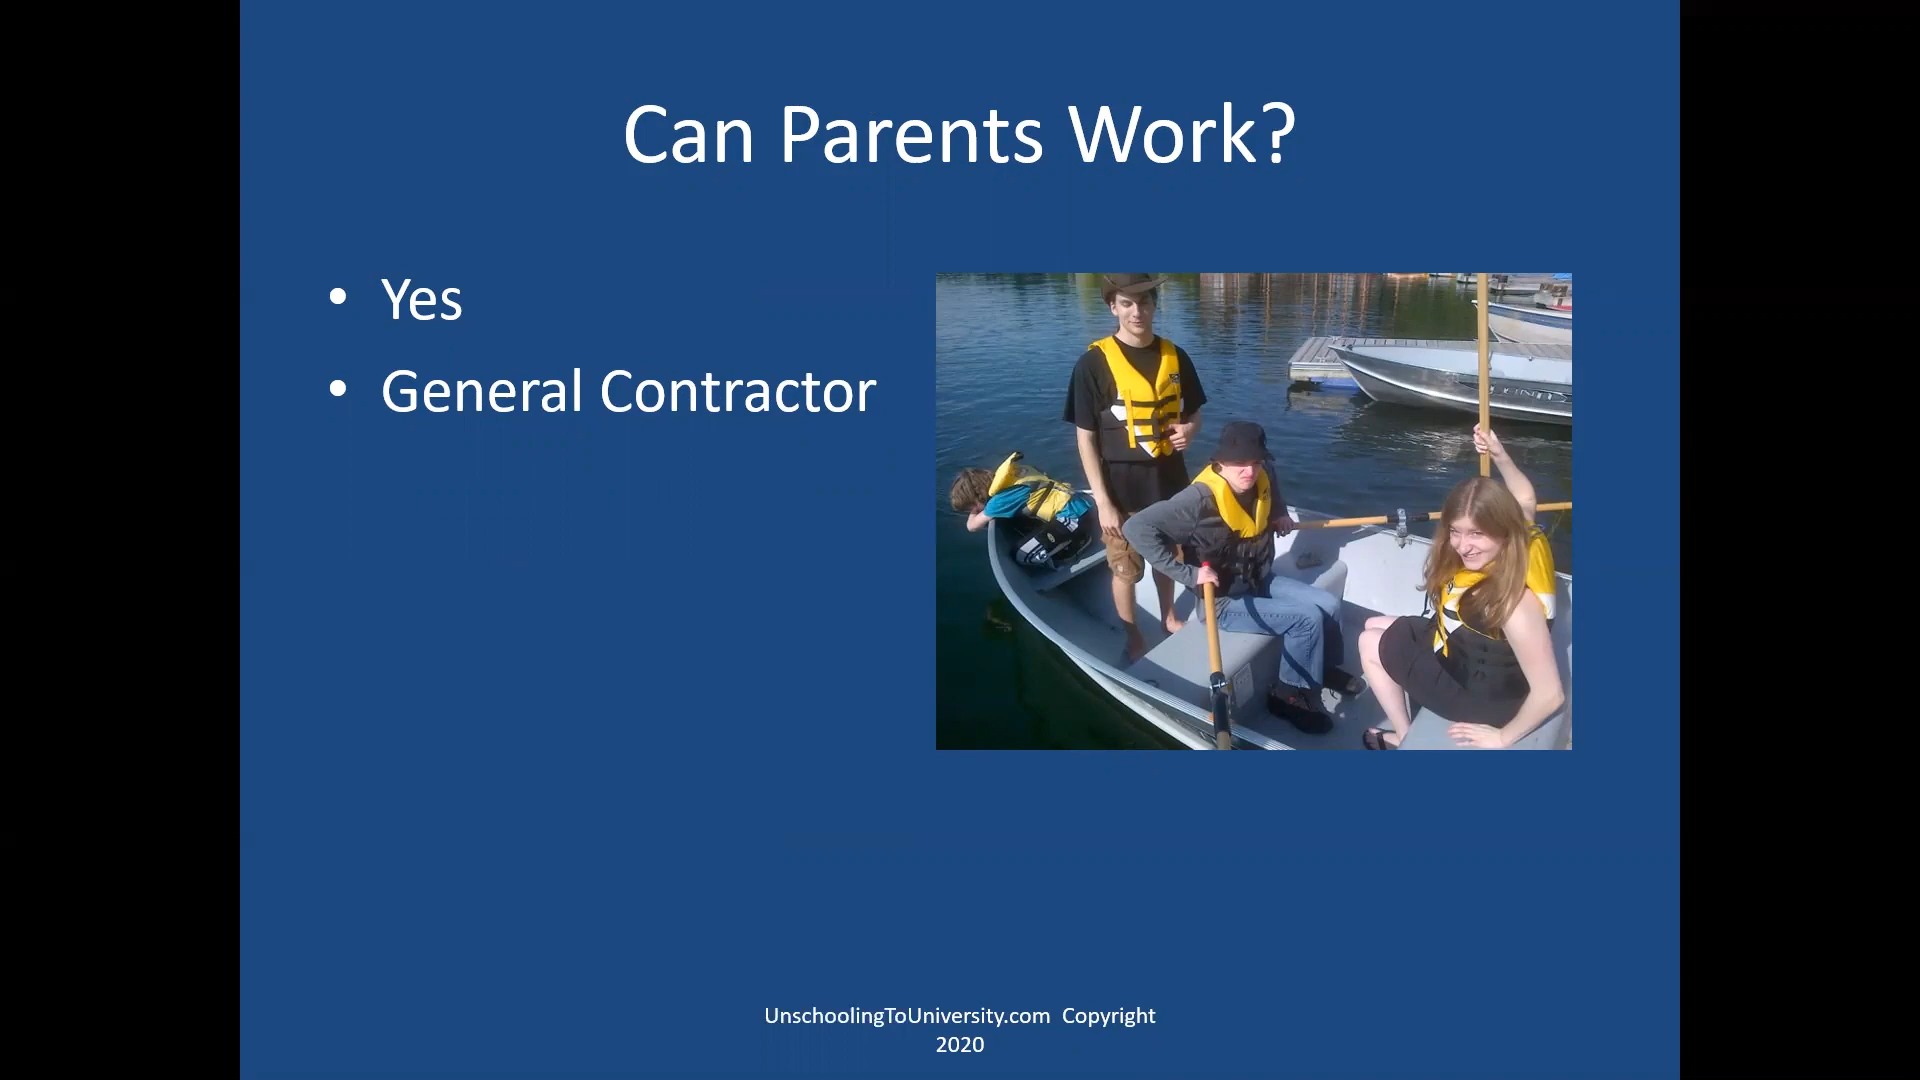 Can Parents Work?
• Yes
• General Contractor
UnschoolingToUniversity.com Copyright
2020